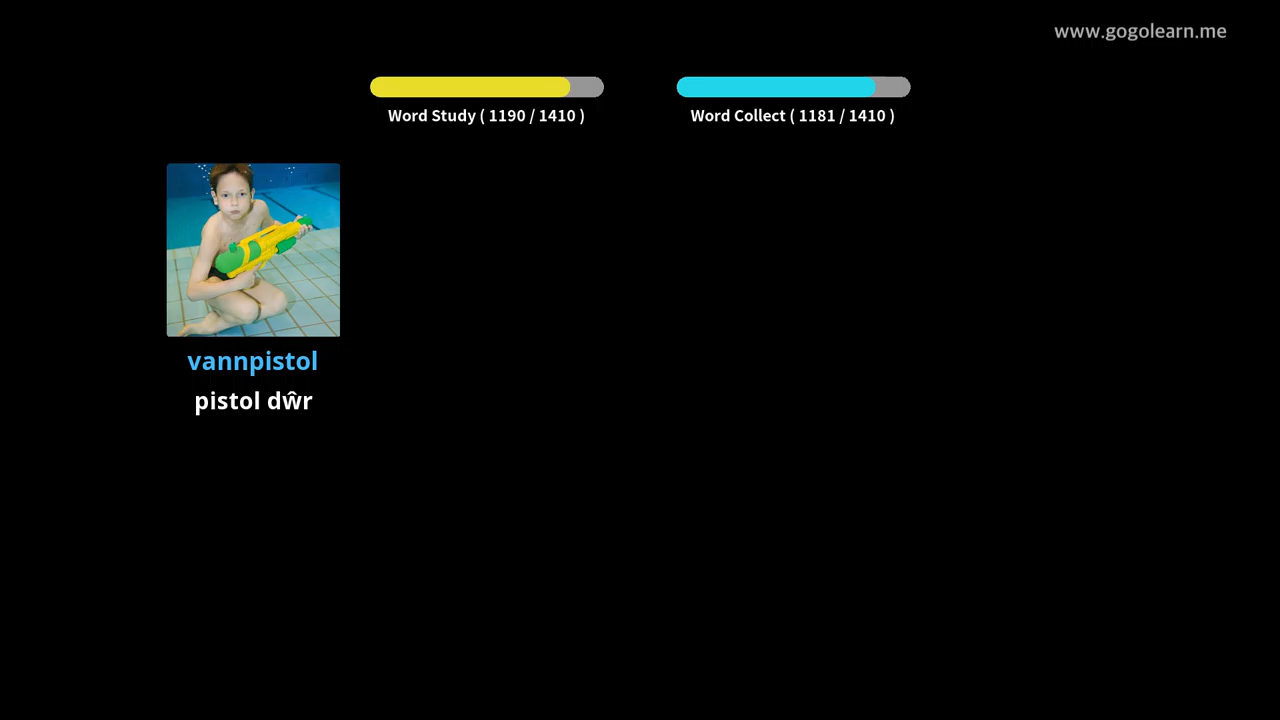 www.gogolearn.me
Word Study ( 1190 / 1410 )
Word Collect ( 1181 / 1410 )
vannpistol
pistol dŵr